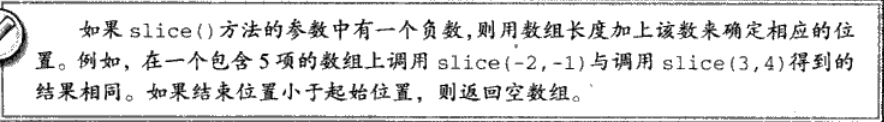 如果 slice()方法的参数中有一个负数,则用数组长度加上该数来确定相应的位
置。例如，在一个包含 5 项的数组上调用 slice(-2,-1)与调用 slice(3,4)得到的
结果相同。如果结束位置小于起始位置，则返回空数组。